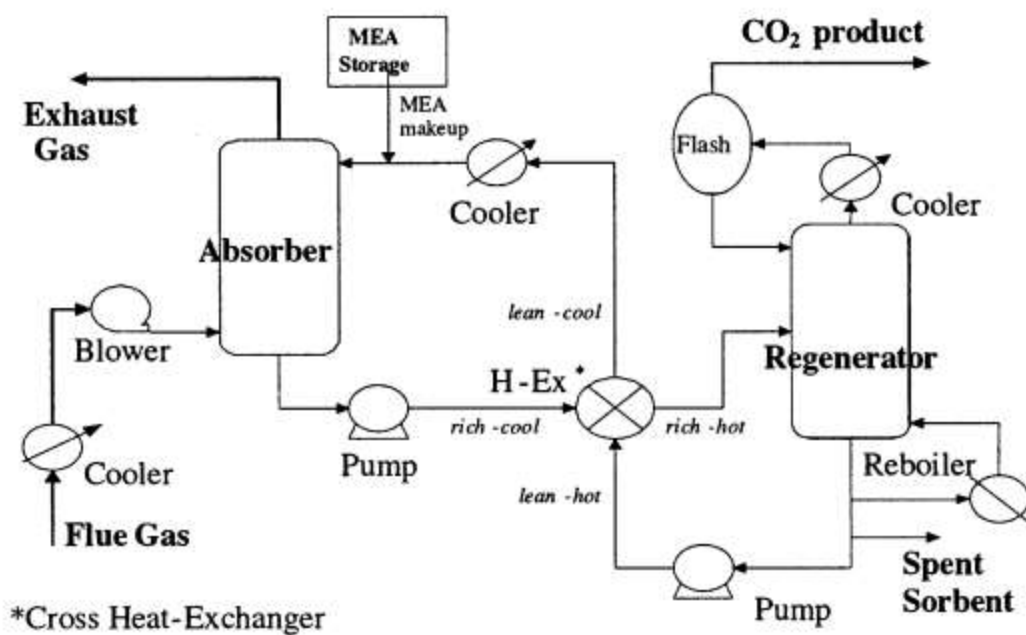 MEA
Storage
CO₂ product
Exhaust
Gas
MEA
makeup
Flash
Cooler
Cooler
Absorber
lean -cool
Blower
Regenerator
H-Ex *
rich -cool
rich -hot
Pump
Cooler
Reboiler
lean -hot
Flue Gas
Spent
Sorbent
Pump
*Cross Heat-Exchanger